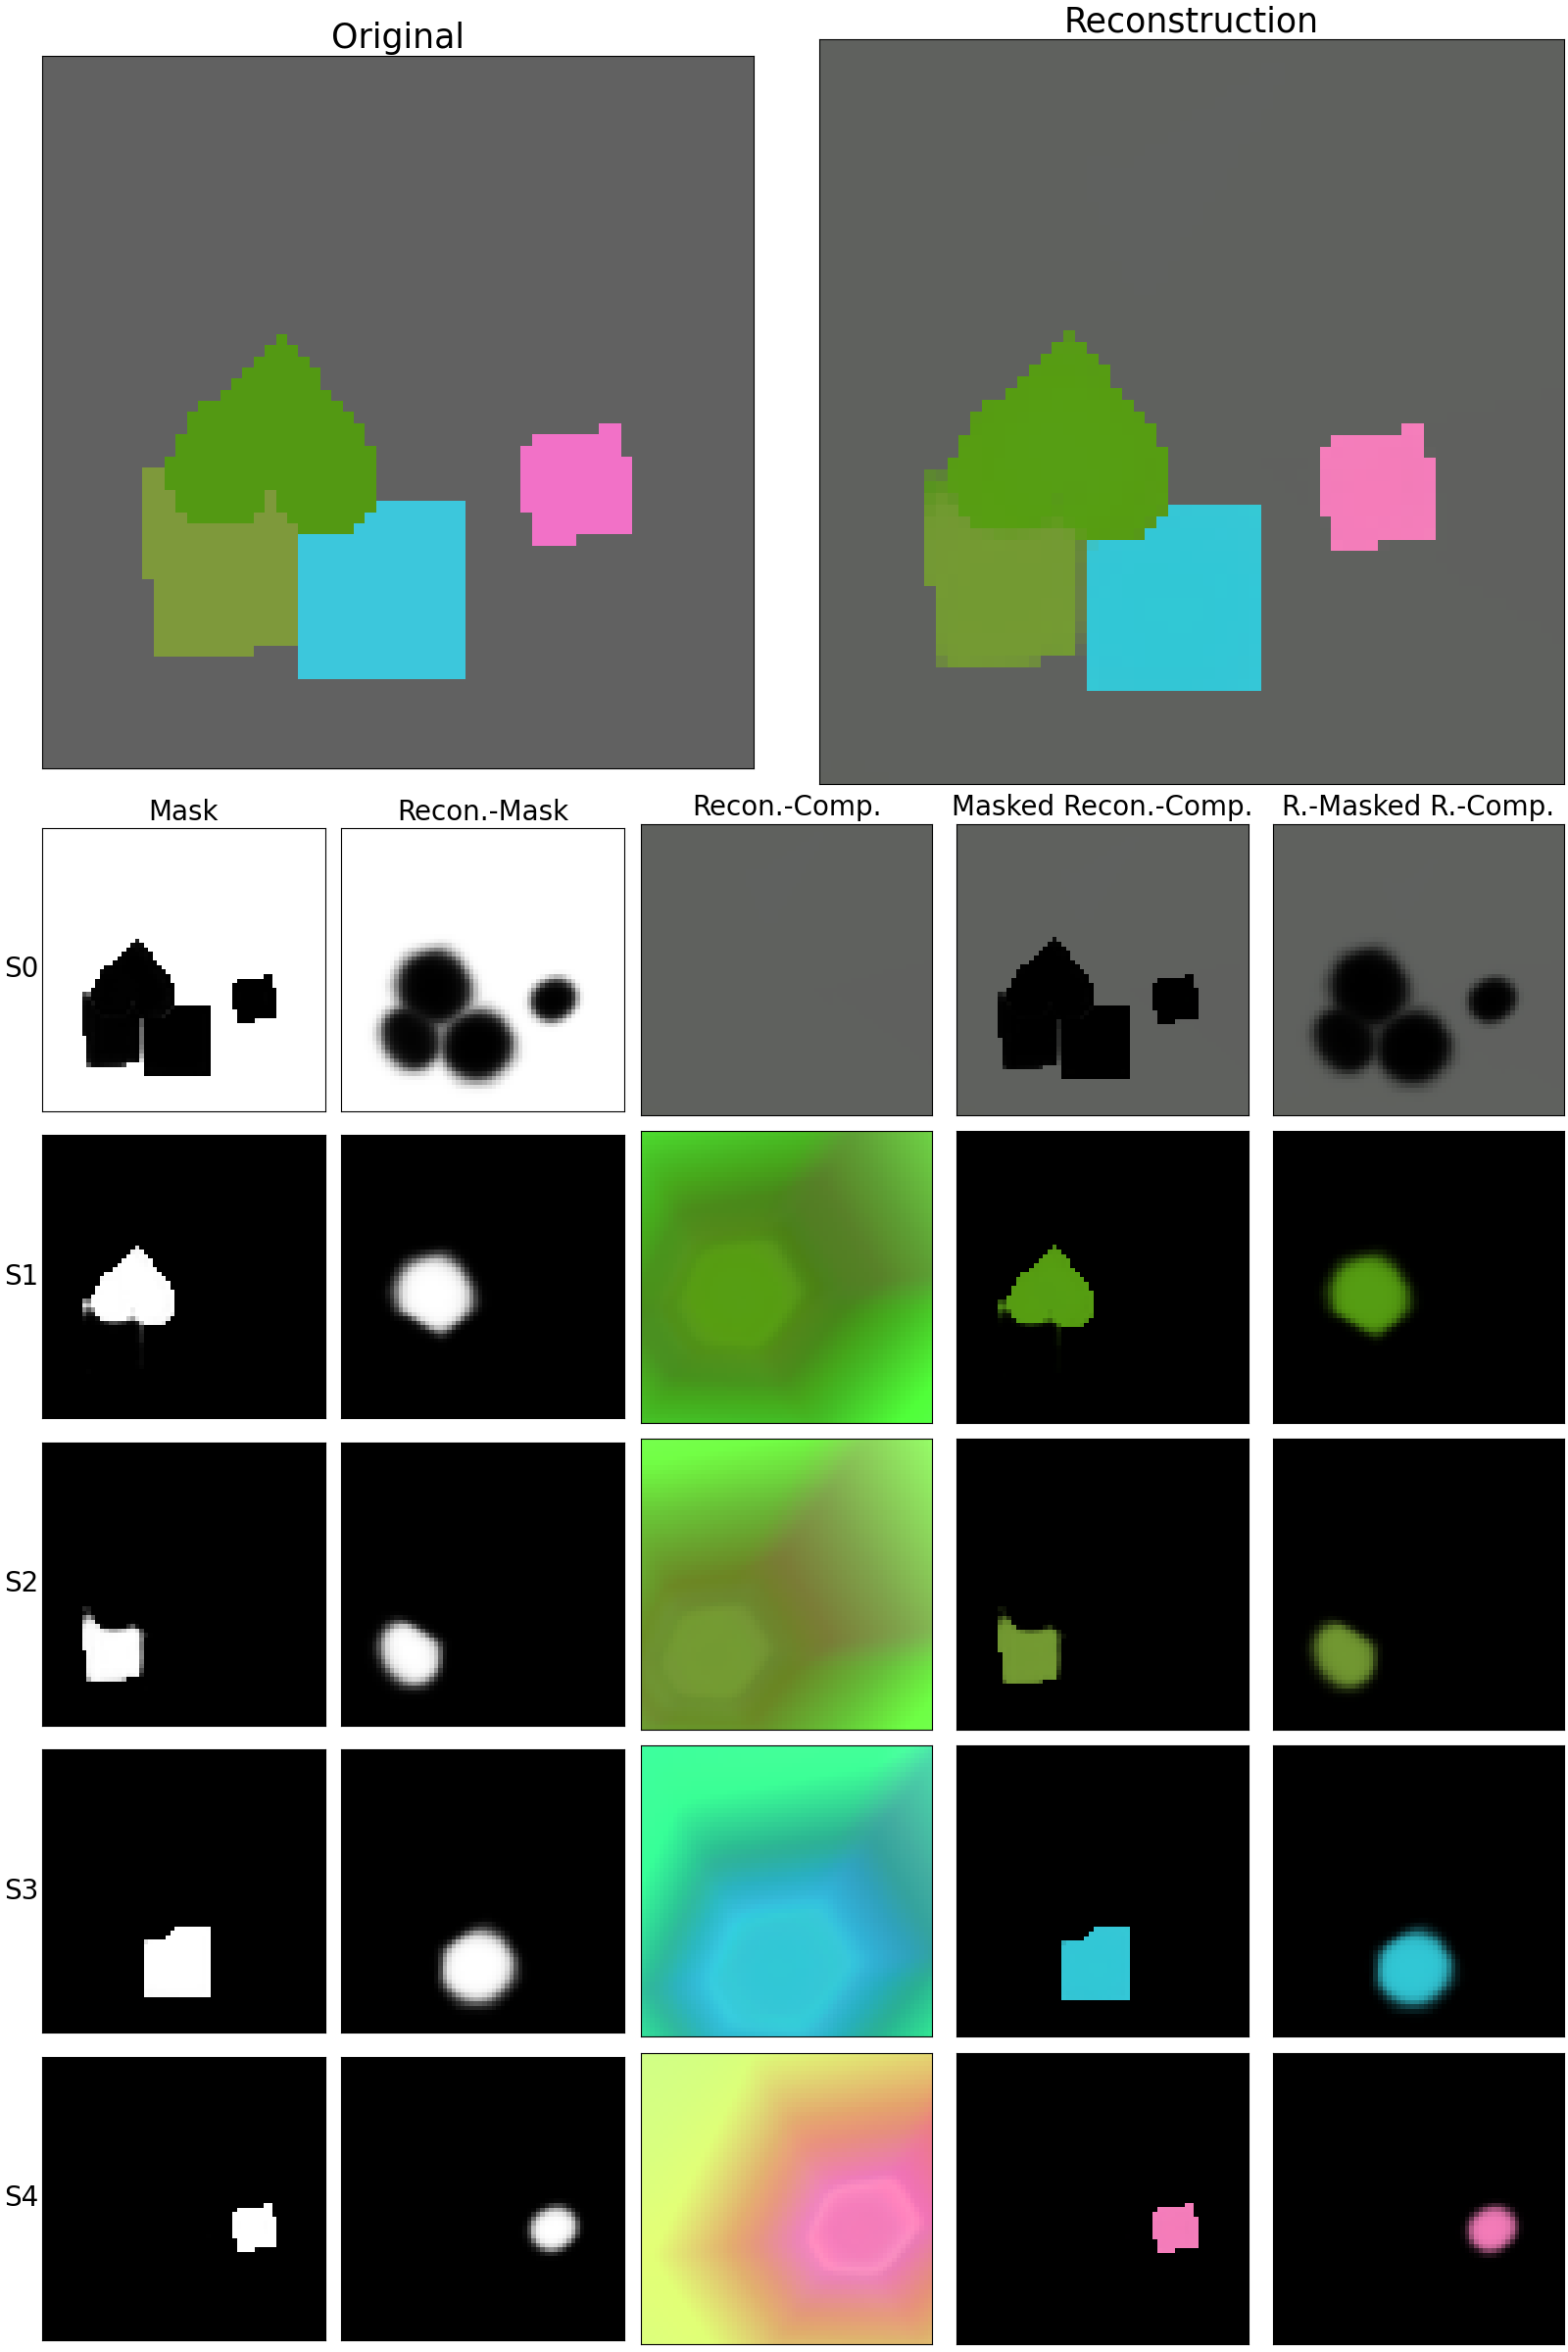 Original
Reconstruction
Mask
Recon.-Mask
Recon.-Comp.
Masked Recon.-Comp.
R.-Masked R.-Comp.
S0
S1
S2
S3
S4